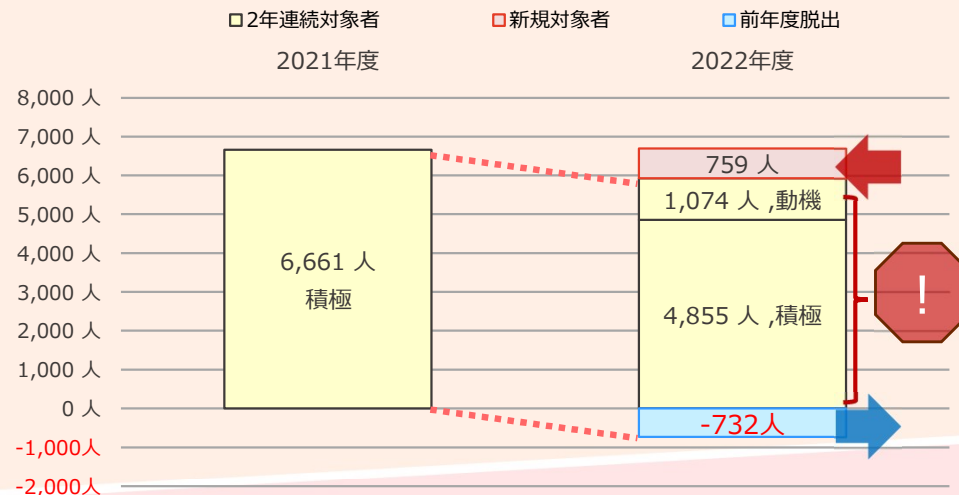 2年連続対象者 新規対象者 前年度脱出
2021年度 2022年度
8,000 人
7,000 人
6,000 人
5,000 人
4,000 人
3,000 人
2,000 人
1,000 人
0 人
-1,000人
-2,000人
6,661 人
積極
759 人
1,074 人 ,動機
4,855 人 ,積極
-732人
!